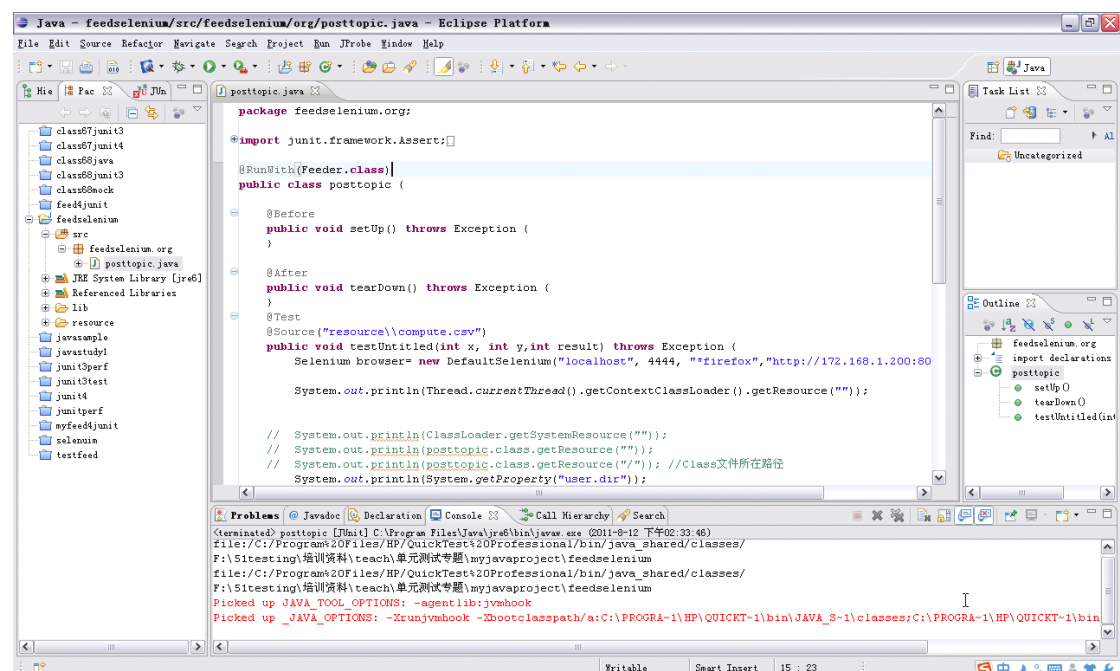 Java - feedselenium/src/feedselenium/org/posttopic.java - Eclipse Platform
File Edit Source Refactor Navigate Search Project Run JProbe Window Help
Java
Hie Pac JUn
class67junit3
class67junit4
class68java
class68junit3
class68mock
feed4junit
feedselenium
src
feedselenium.org
posttopic.java
JRE System Library [jre6]
Referenced Libraries
lib
resource
javasample
javastudy1
junit3perf
junit3test
junit4
junitperf
myfeed4junit
selenuim
testfeed
posttopic.java
package feedselenium.org;
import junit.framework.Assert;
@RunWith(Feeder.class)
public class posttopic {
@Before
public void setUp() throws Exception {
}
@After
public void tearDown() throws Exception {
}
@Test
@Source("resource\\compute.csv")
public void testUntitled(int x, int y,int result) throws Exception {
Selenium browser= new DefaultSelenium("localhost", 4444, "*firefox","http://172.168.1.200:80
System.out.println(Thread.currentThread().getContextClassLoader().getResource(""));
// System.out.println(ClassLoader.getSystemResource(""));
// System.out.println(posttopic.class.getResource(""));
// System.out.println(posttopic.class.getResource("/")); //Class文件所在路径
System.out.println(System.getProperty("user.dir"));
Task List
Find: Al
Uncategorized
Outline
feedselenium.org
import declarations
posttopic
setUp()
tearDown()
testUntitled(int
Problems @ Javadoc Declaration Console Call Hierarchy Search
<terminated> posttopic [JUnit] C:\Program Files\Java\jre6\bin\javaw.exe (2011-8-12 下午02:33:46)
file:/C:/Program%20Files/HP/QuickTest%20Professional/bin/java_shared/classes/
F:\51testing\培训资料\teach\单元测试专题\myjavaproject\feedselenium
file:/C:/Program%20Files/HP/QuickTest%20Professional/bin/java_shared/classes/
F:\51testing\培训资料\teach\单元测试专题\myjavaproject\feedselenium
Picked up JAVA_TOOL_OPTIONS: -agentlib:jvmhook
Picked up _JAVA_OPTIONS: -Xrunjvmhook -Xbootclasspath/a:C:\PROGRA~1\HP\QUICKT~1\bin\JAVA_S~1\classes;C:\PROGRA~1\HP\QUICKT~1\bin
Writable Smart Insert 15 : 23
中